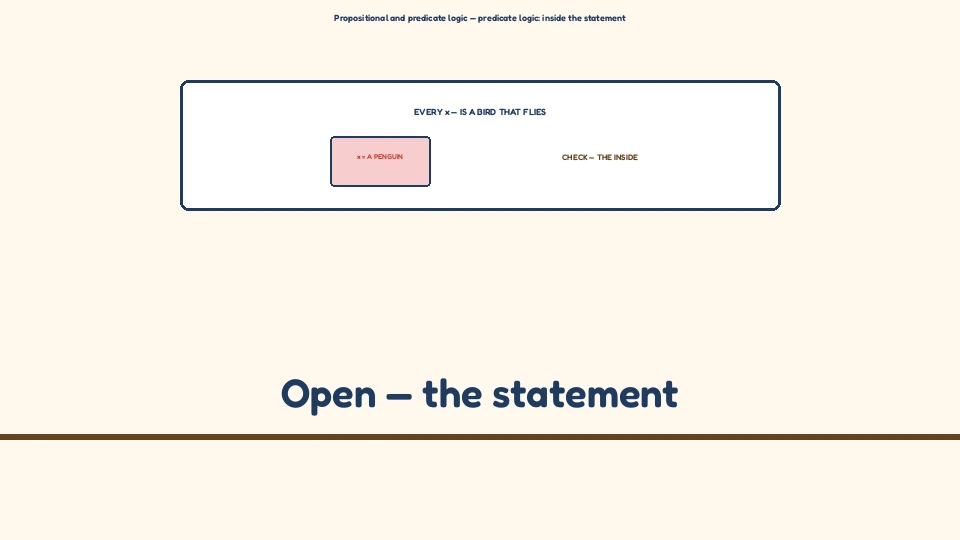 Propositional and predicate logic — predicate logic: inside the statement
EVERY x — IS A BIRD THAT FLIES
x = A PENGUIN
CHECK — THE INSIDE
Open — the statement